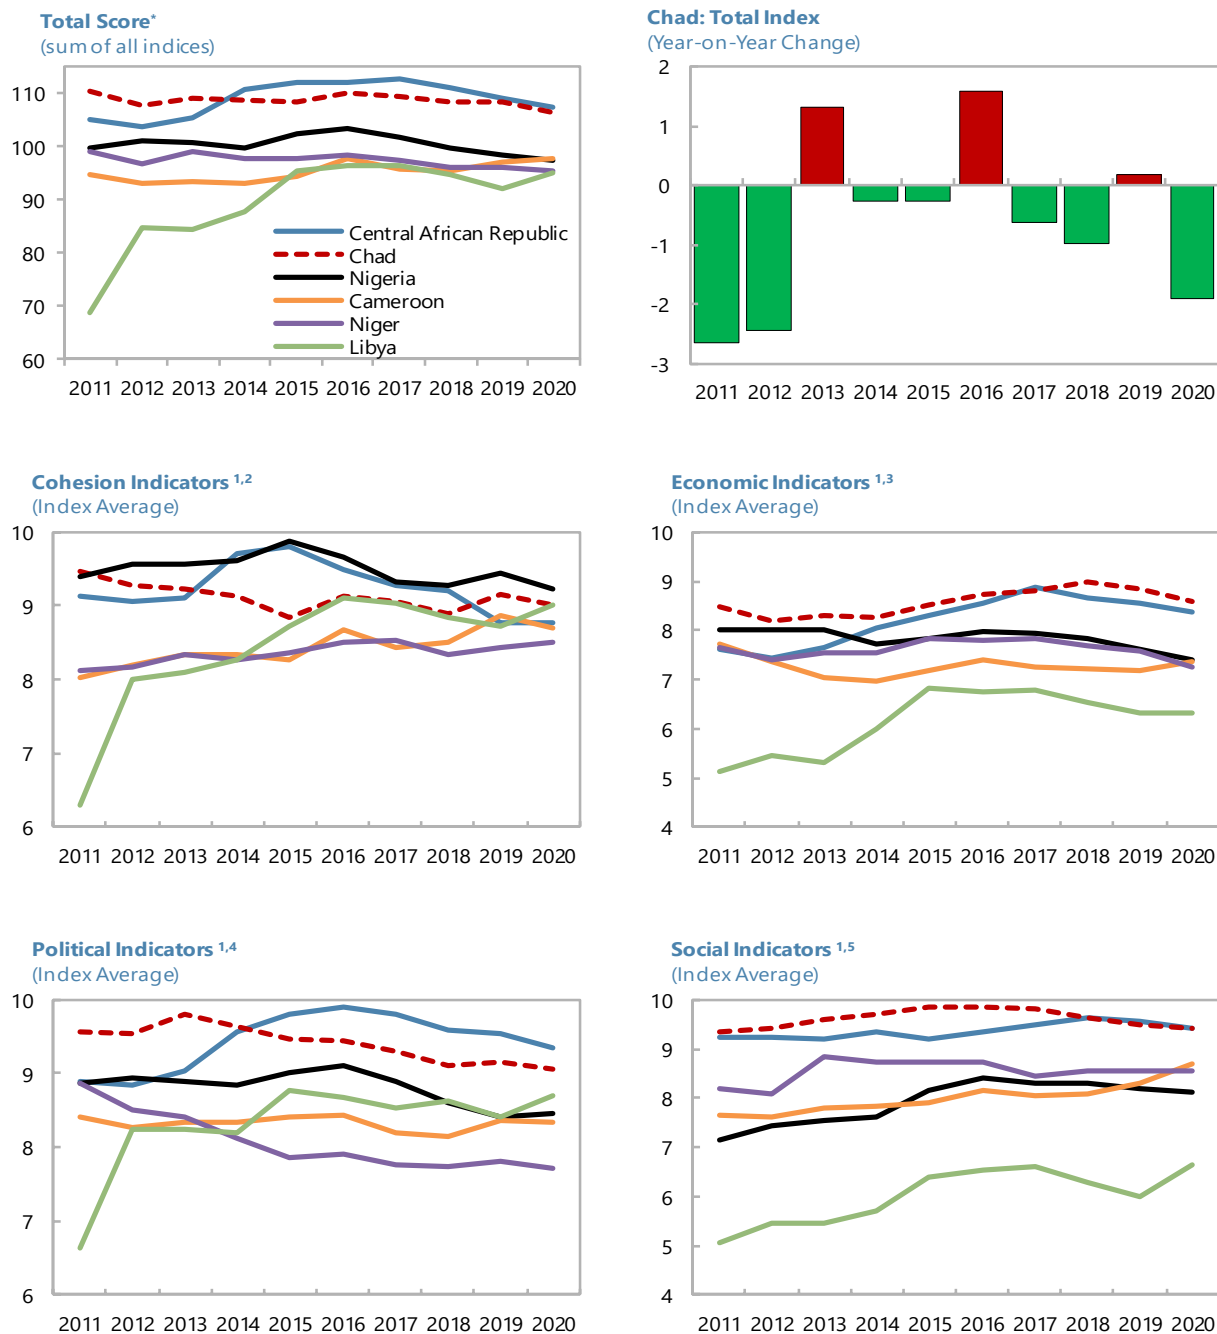 Total Score*
(sum of all indices)
110
100
90
80
70
60
Central African Republic
Chad
Nigeria
Cameroon
Niger
Libya
2011 2012 2013 2014 2015 2016 2017 2018 2019 2020
Chad: Total Index
(Year-on-Year Change)
2
1
0
-1
-2
-3
2011 2012 2013 2014 2015 2016 2017 2018 2019 2020
Cohesion Indicators 1,2
(Index Average)
10
9
8
7
6
2011 2012 2013 2014 2015 2016 2017 2018 2019 2020
Economic Indicators 1,3
(Index Average)
10
9
8
7
6
5
4
2011 2012 2013 2014 2015 2016 2017 2018 2019 2020
Political Indicators 1,4
(Index Average)
10
9
8
7
6
2011 2012 2013 2014 2015 2016 2017 2018 2019 2020
Social Indicators 1,5
(Index Average)
10
9
8
7
6
5
4
2011 2012 2013 2014 2015 2016 2017 2018 2019 2020